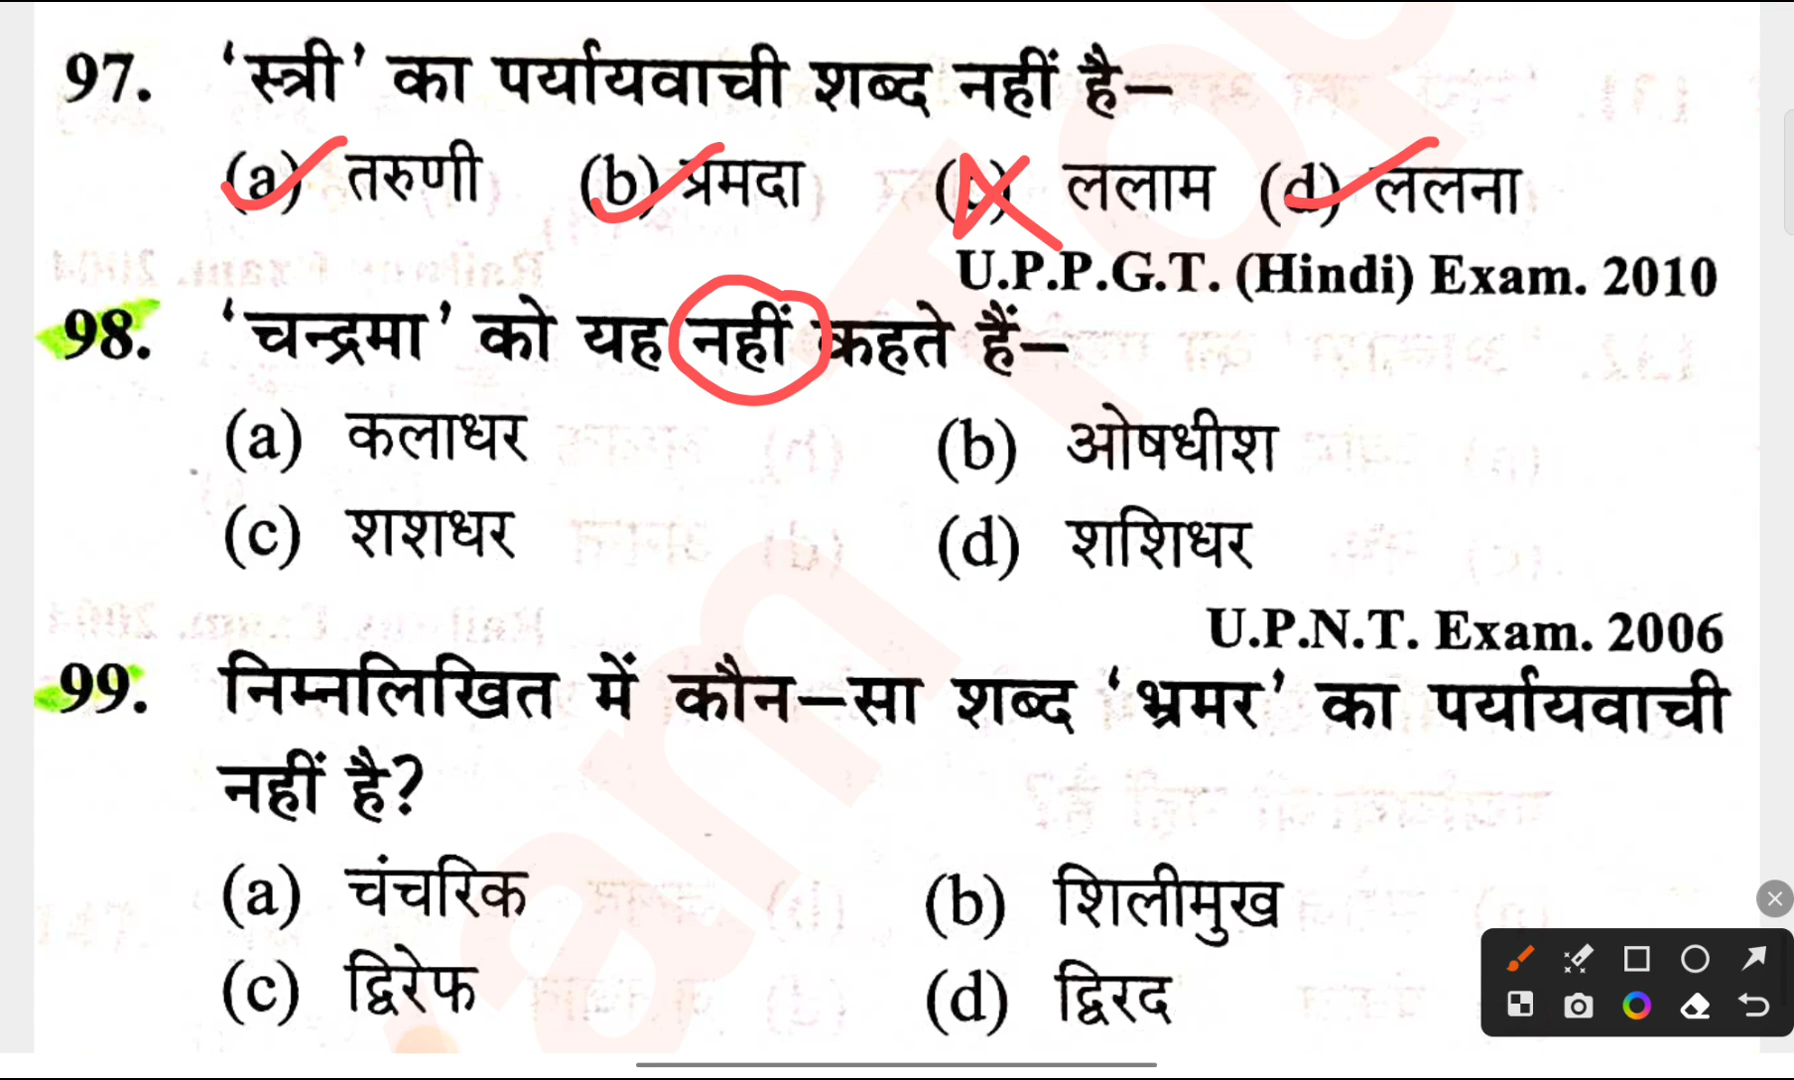 97. ‘स्त्री’ का पर्यायवाची शब्द नहीं है–
(a) तरुणी (b) प्रमदा (c) ललाम (d) ललना
U.P.P.G.T. (Hindi) Exam. 2010
98. ‘चन्द्रमा’ को यह नहीं कहते हैं–
(a) कलाधर (b) ओषधीश
(c) शशधर (d) शशिधर
U.P.N.T. Exam. 2006
99. निम्नलिखित में कौन–सा शब्द ‘भ्रमर’ का पर्यायवाची
नहीं है?
(a) चंचरिक (b) शिलीमुख
(c) द्विरेफ (d) द्विरद